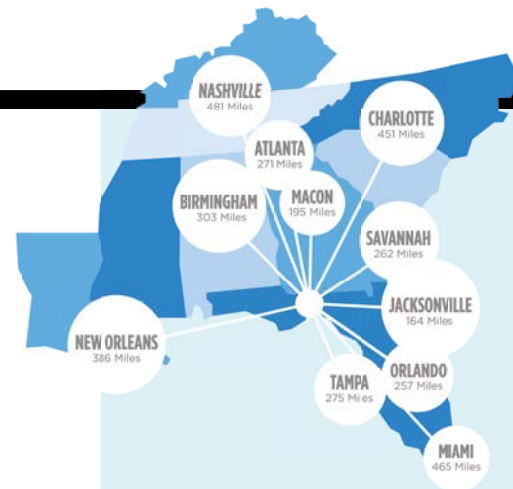 NASHVILLE
481 Miles
CHARLOTTE
451 Miles
ATLANTA
271 Miles
BIRMINGHAM
303 Miles
MACON
195 Miles
SAVANNAH
262 Miles
JACKSONVILLE
164 Miles
NEW ORLEANS
386 Miles
TAMPA
275 Miles
ORLANDO
257 Miles
MIAMI
465 Miles